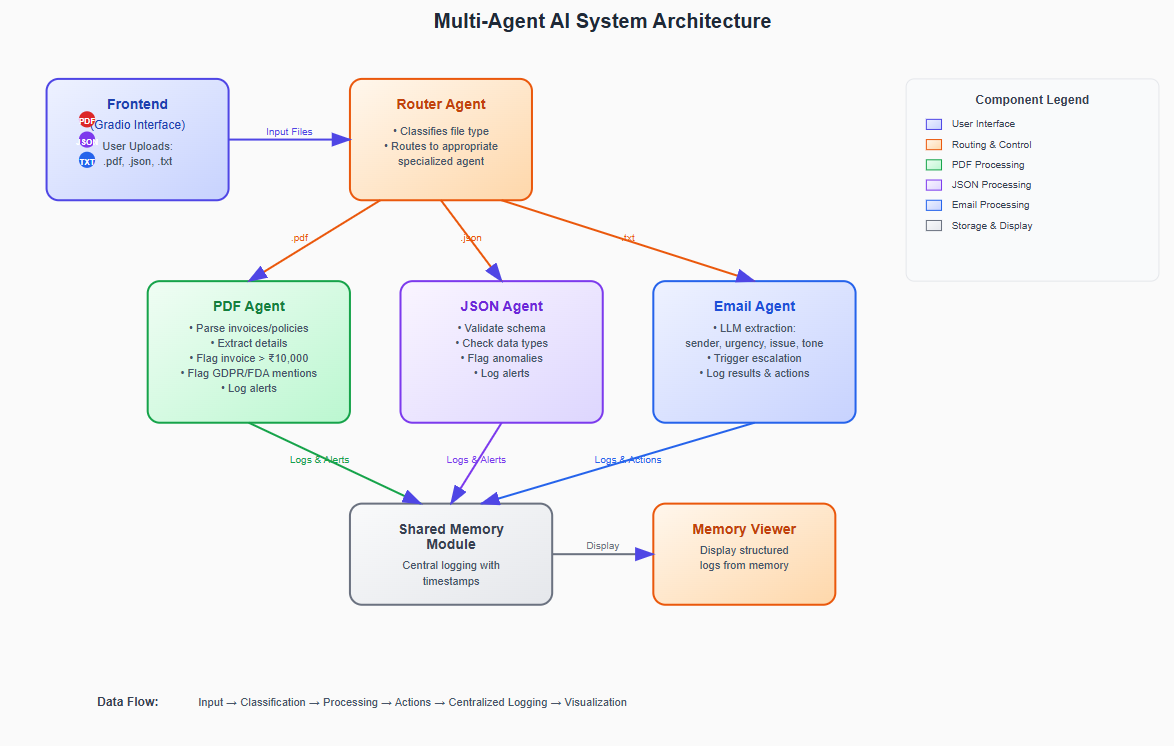 Multi-Agent AI System Architecture
Frontend
PDF
(Gradio Interface)
JSON
User Uploads:
TXT
.pdf, .json, .txt
Input Files
Router Agent
• Classifies file type
• Routes to appropriate
specialized agent
Component Legend
User Interface
Routing & Control
PDF Processing
JSON Processing
Email Processing
Storage & Display
.pdf
.json
.txt
PDF Agent
• Parse invoices/policies
• Extract details
• Flag invoice > ₹10,000
• Flag GDPR/FDA mentions
• Log alerts
JSON Agent
• Validate schema
• Check data types
• Flag anomalies
• Log alerts
Email Agent
• LLM extraction:
sender, urgency, issue, tone
• Trigger escalation
• Log results & actions
Logs & Alerts
Logs & Alerts
Logs & Actions
Shared Memory
Module
Central logging with
timestamps
Display
Memory Viewer
Display structured
logs from memory
Data Flow: Input → Classification → Processing → Actions → Centralized Logging → Visualization